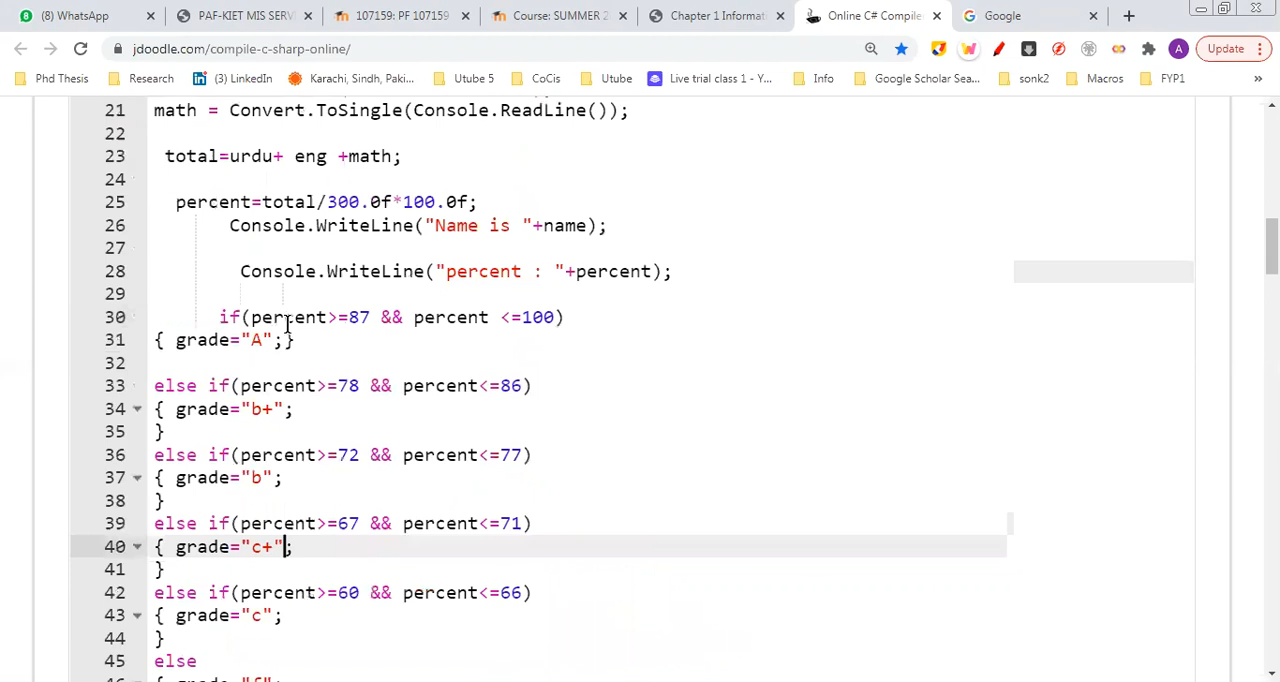 (8) WhatsApp
PAF-KIET MIS SERV
107159: PF 107159
Course: SUMMER 2
Chapter 1 Informat
Online C# Compile
Google
jdoodle.com/compile-c-sharp-online/
A
Update
Phd Thesis
Research
(3) LinkedIn
Karachi, Sindh, Paki...
Utube 5
CoCis
Utube
Live trial class 1 - Y...
Info
Google Scholar Sea...
sonk2
Macros
FYP1
»
21 math = Convert.ToSingle(Console.ReadLine());
22
23 total=urdu+ eng +math;
24
25 percent=total/300.0f*100.0f;
26 Console.WriteLine("Name is "+name);
27
28 Console.WriteLine("percent : "+percent);
29
30 if(percent>=87 && percent <=100)
31 { grade="A";}
32
33 else if(percent>=78 && percent<=86)
34 { grade="b+";
35 }
36 else if(percent>=72 && percent<=77)
37 { grade="b";
38 }
39 else if(percent>=67 && percent<=71)
40 { grade="c+";
41 }
42 else if(percent>=60 && percent<=66)
43 { grade="c";
44 }
45 else